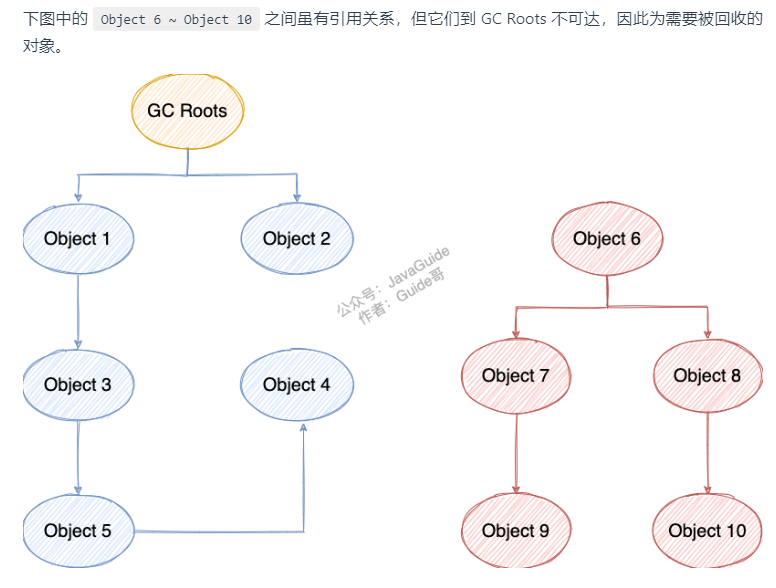 下图中的 Object 6 ~ Object 10 之间虽有引用关系，但它们到 GC Roots 不可达，因此为需要被回收的
对象。
GC Roots
Object 1
Object 2
Object 6
公众号：JavaGuide
作者：Guide哥
Object 3
Object 4
Object 7
Object 8
Object 5
Object 9
Object 10